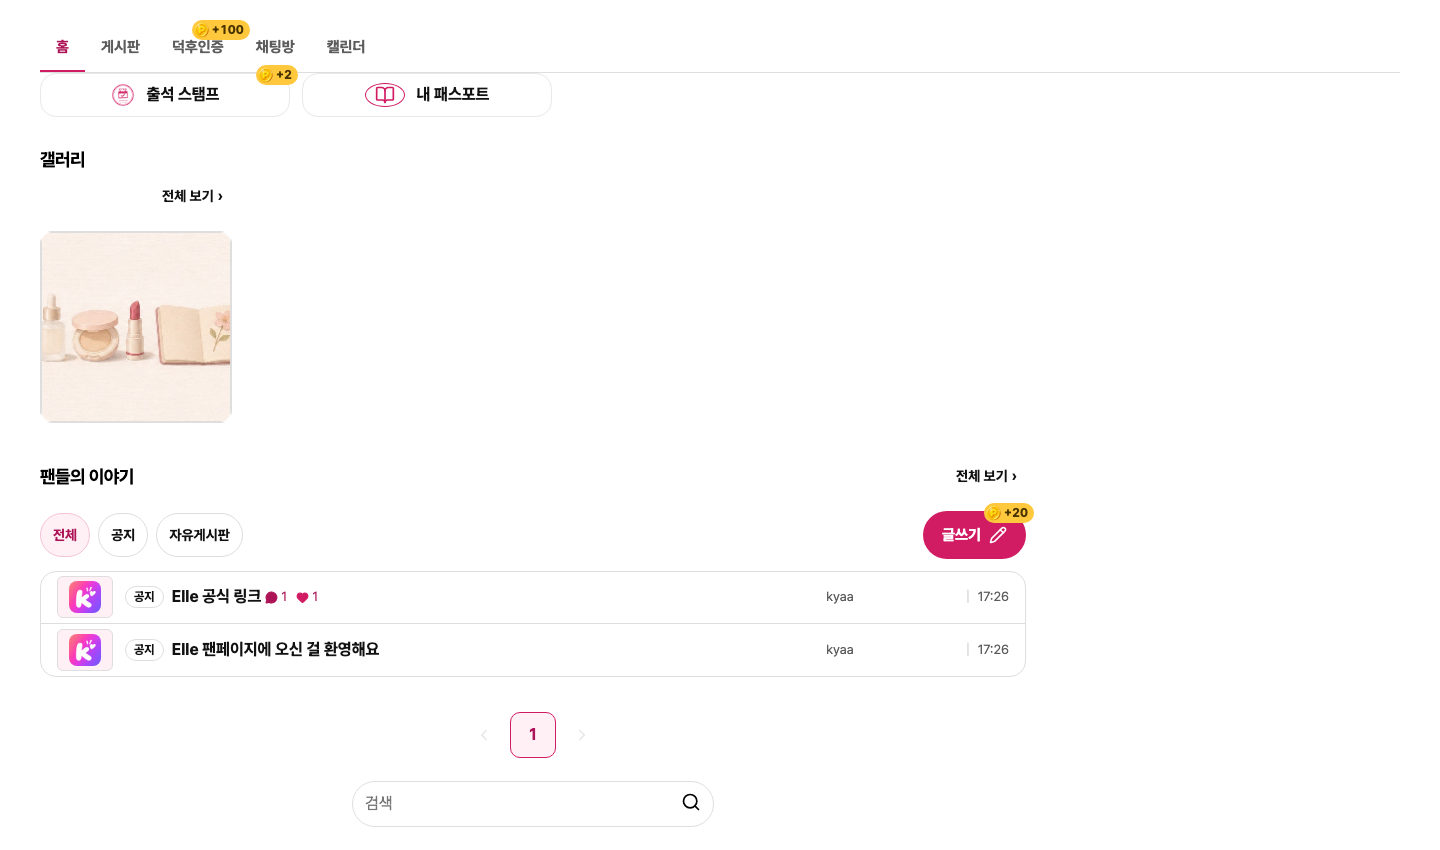 +100
홈 게시판 덕후인증 채팅방 캘린더
+2
출석 스탬프 내 패스포트
갤러리
전체 보기 ›
팬들의 이야기 전체 보기 ›
+20
전체 공지 자유게시판 글쓰기
공지 Elle 공식 링크 1 1 kyaa | 17:26
공지 Elle 팬페이지에 오신 걸 환영해요 kyaa | 17:26
‹ 1 ›
검색